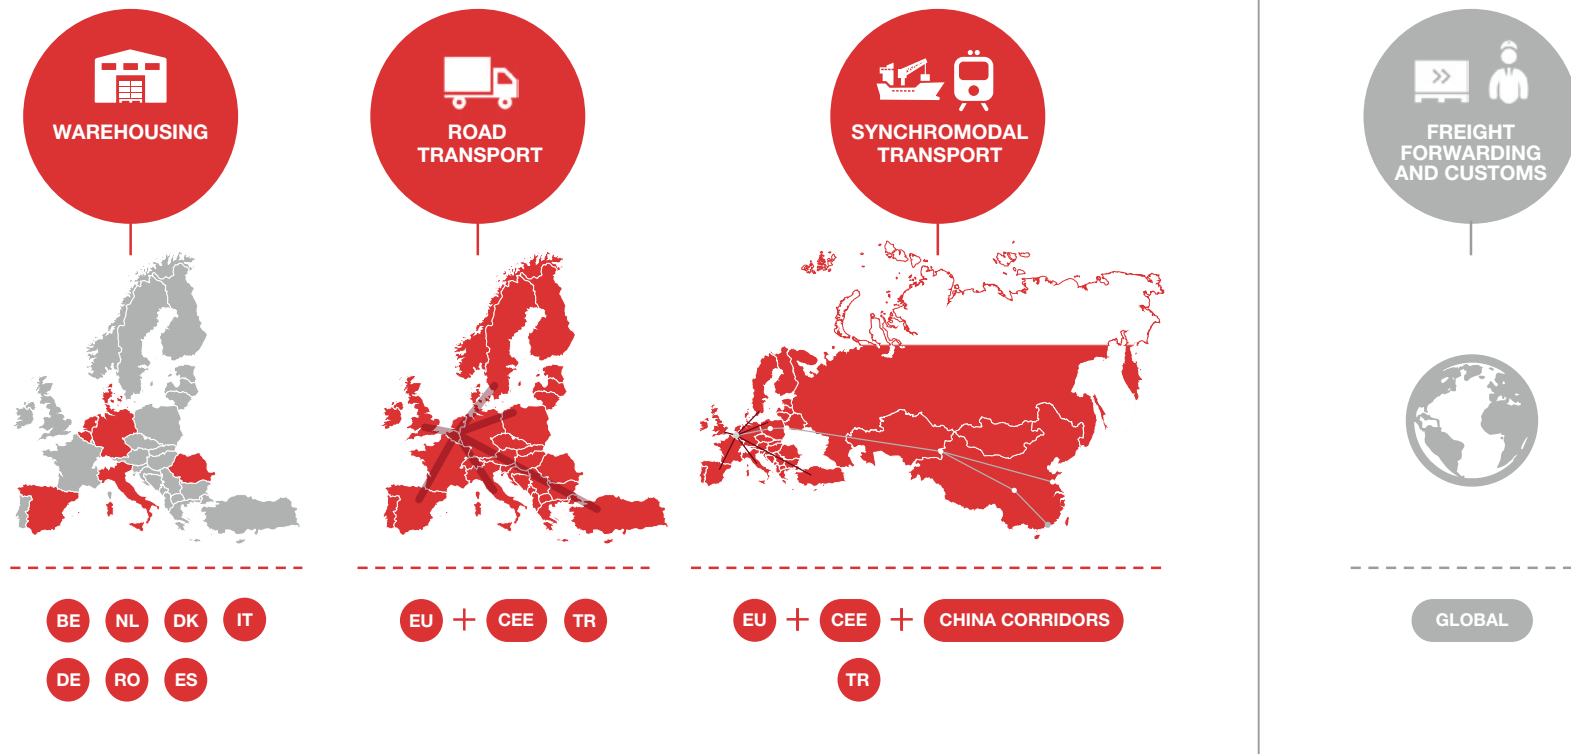 WAREHOUSING
ROAD
TRANSPORT
SYNCHROMODAL
TRANSPORT
FREIGHT
FORWARDING
AND CUSTOMS
BE NL DK IT
DE RO ES
EU + CEE TR
EU + CEE + CHINA CORRIDORS
TR
GLOBAL